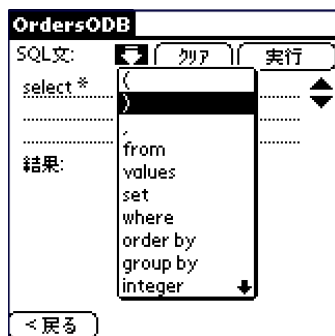 OrdersODB
SQL文: クリア 実行
select *
(
)
,
from
values
set
where
order by
group by
integer
結果:
<戻る